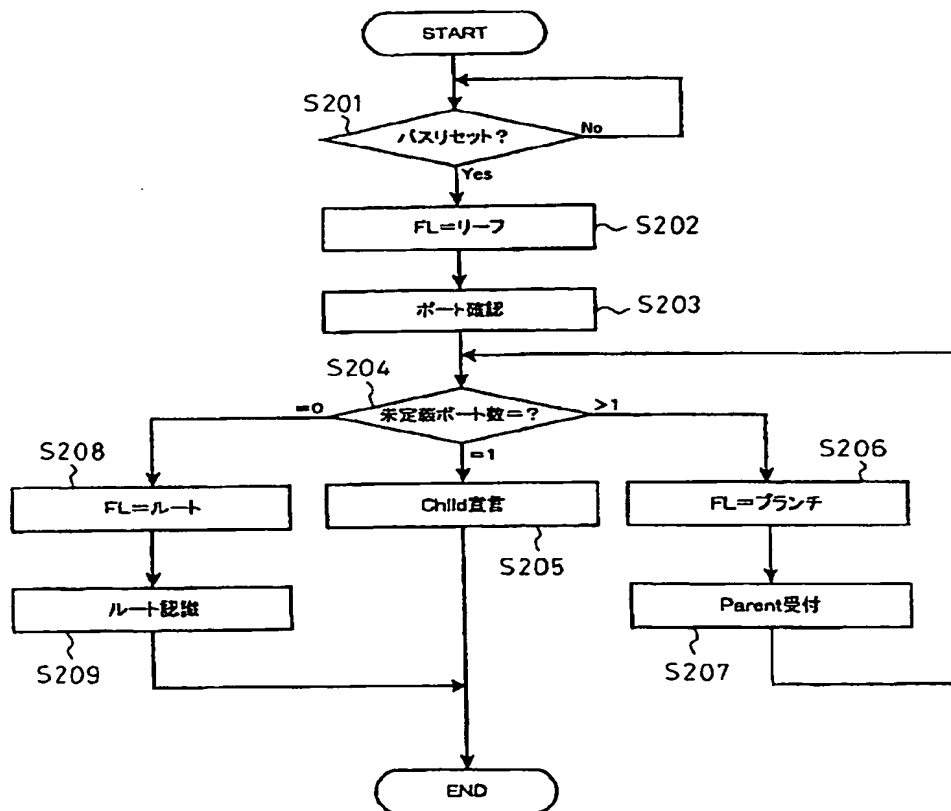 START
S201
バスリセット?
No
Yes
FL=リーフ
S202
ポート確認
S203
S204
未定義ポート数=?
=0
=1
>1
S208
FL=ルート
Child宣言
S205
S206
FL=ブランチ
ルート認識
S209
Parent受付
S207
END